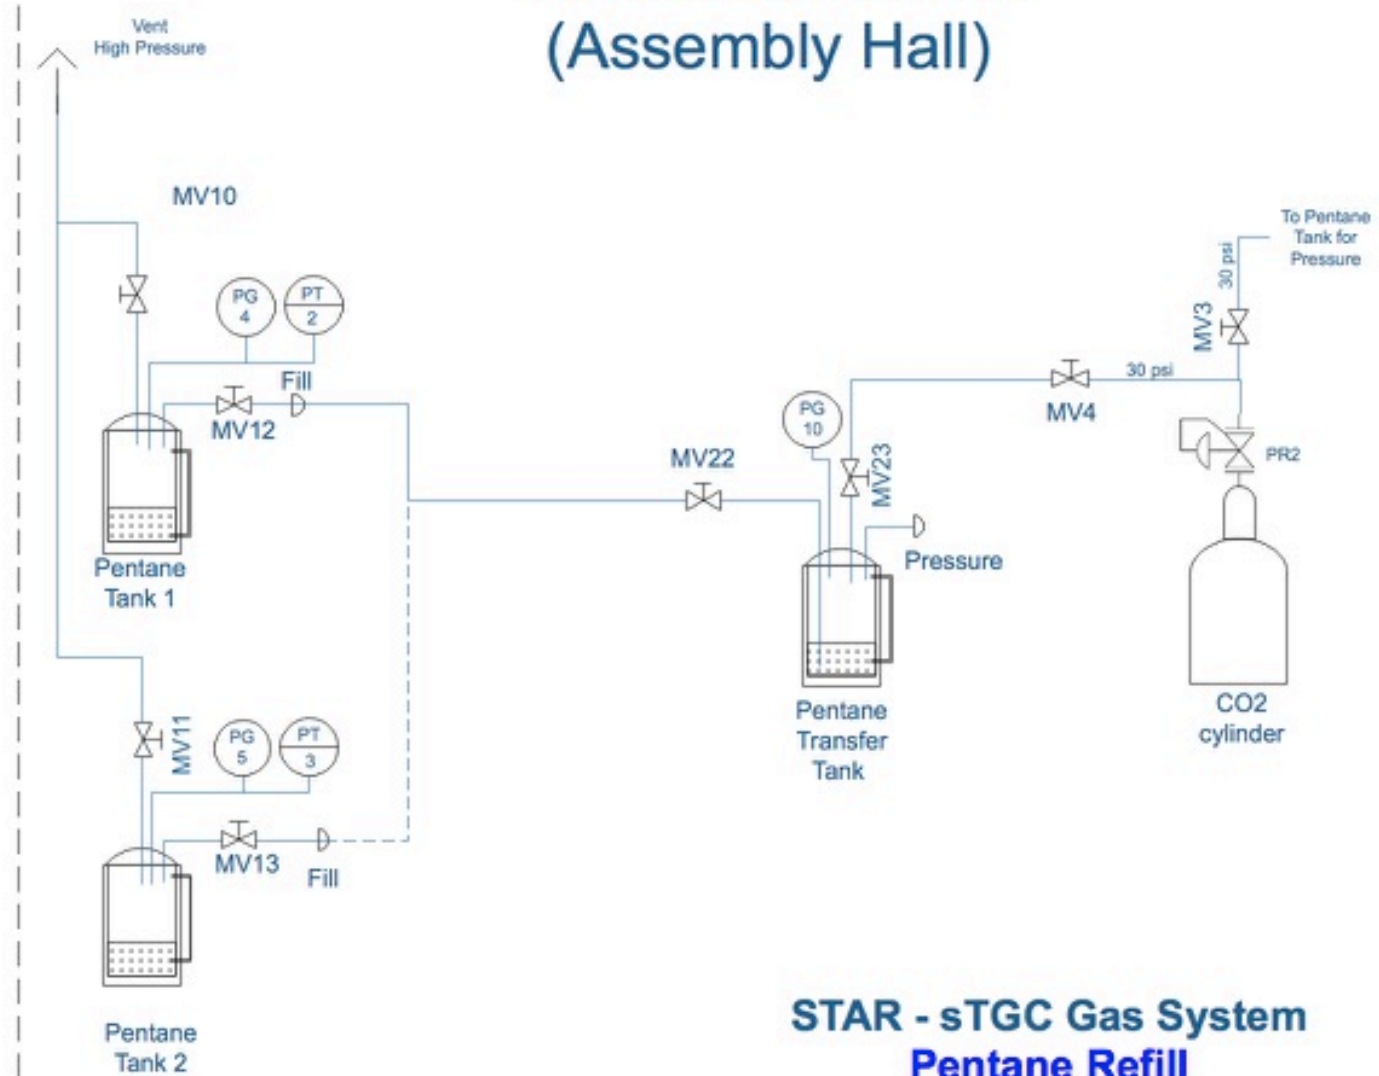 Vent
High Pressure
(Assembly Hall)
MV10
To Pentane
Tank for
Pressure
30 psi
PG
4
PT
2
MV3
Fill
30 psi
MV12
MV4
PG
10
MV22
MV23
PR2
Pressure
Pentane
Tank 1
Pentane
Transfer
Tank
CO2
cylinder
MV11
PG
5
PT
3
MV13
Fill
STAR - sTGC Gas System
Pentane Refill
Pentane
Tank 2